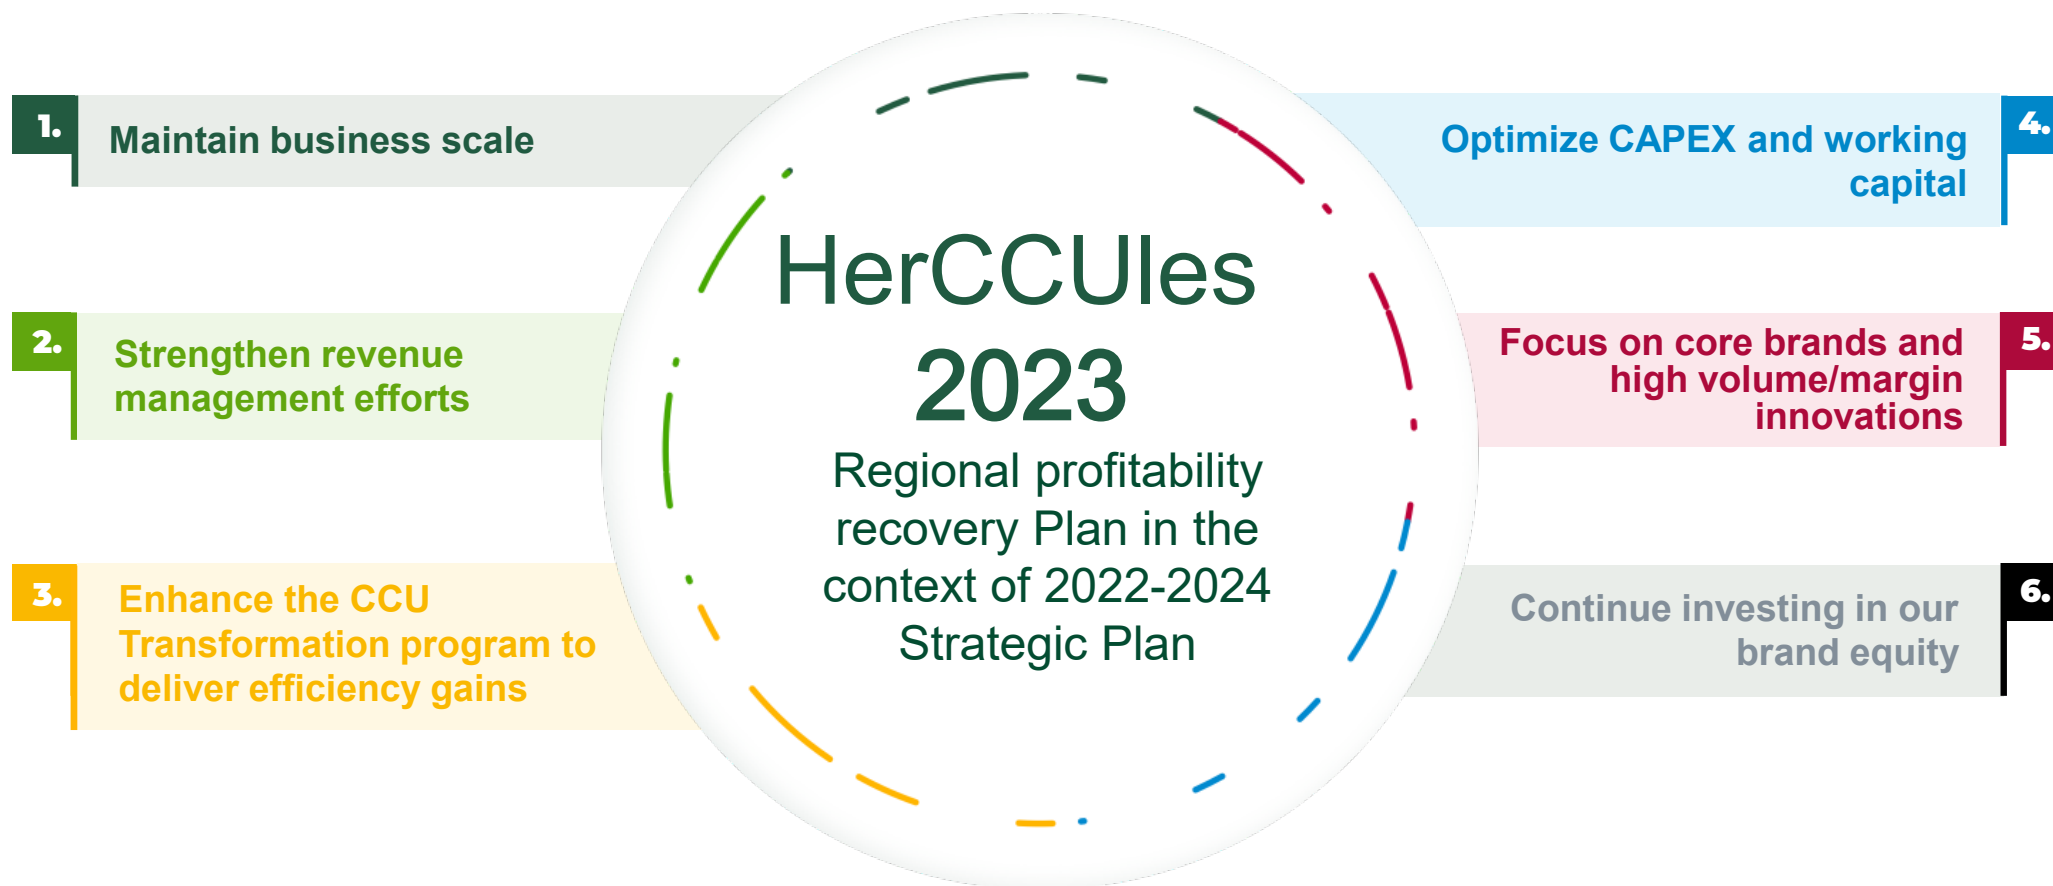 1.
Maintain business scale
2.
Strengthen revenue
management efforts
3.
Enhance the CCU
Transformation program to
deliver efficiency gains
HerCCUles
2023
Regional profitability
recovery Plan in the
context of 2022-2024
Strategic Plan
4.
Optimize CAPEX and working
capital
5.
Focus on core brands and
high volume/margin
innovations
6.
Continue investing in our
brand equity